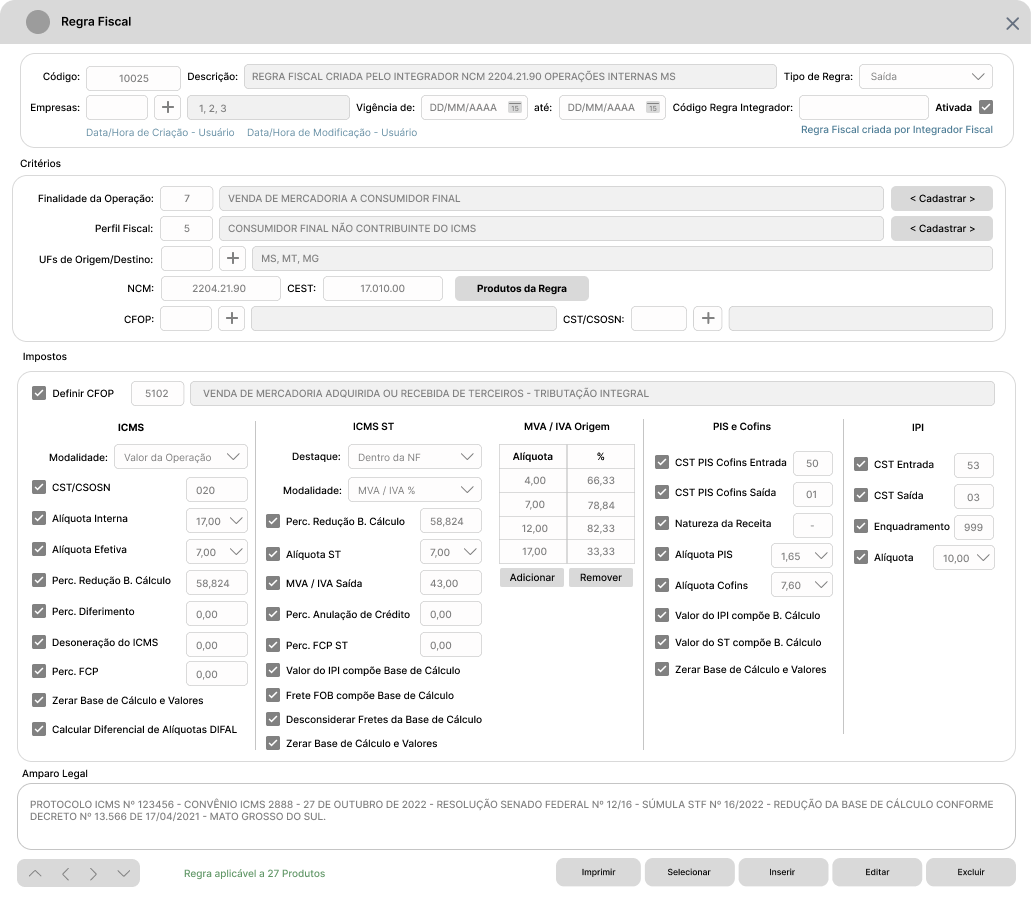 Regra Fiscal
Código: 10025 Descrição: REGRA FISCAL CRIADA PELO INTEGRADOR NCM 2204.21.90 OPERAÇÕES INTERNAS MS Tipo de Regra: Saída
Empresas: 1, 2, 3 Vigência de: DD/MM/AAAA 15 até: DD/MM/AAAA 15 Código Regra Integrador: Ativada
Data/Hora de Criação - Usuário Data/Hora de Modificação - Usuário Regra Fiscal criada por Integrador Fiscal
Critérios
Finalidade da Operação: 7 VENDA DE MERCADORIA A CONSUMIDOR FINAL < Cadastrar >
Perfil Fiscal: 5 CONSUMIDOR FINAL NÃO CONTRIBUINTE DO ICMS < Cadastrar >
UFs de Origem/Destino: MS, MT, MG
NCM: 2204.21.90 CEST: 17.010.00 Produtos da Regra
CFOP: CST/CSOSN:
Impostos
Definir CFOP 5102 VENDA DE MERCADORIA ADQUIRIDA OU RECEBIDA DE TERCEIROS - TRIBUTAÇÃO INTEGRAL
ICMS
Modalidade: Valor da Operação
CST/CSOSN 020
Alíquota Interna 17,00
Alíquota Efetiva 7,00
Perc. Redução B. Cálculo 58,824
Perc. Diferimento 0,00
Desoneração do ICMS 0,00
Perc. FCP 0,00
Zerar Base de Cálculo e Valores
Calcular Diferencial de Alíquotas DIFAL
ICMS ST
Destaque: Dentro da NF
Modalidade: MVA / IVA %
Perc. Redução B. Cálculo 58,824
Alíquota ST 7,00
MVA / IVA Saída 43,00
Perc. Anulação de Crédito 0,00
Perc. FCP ST 0,00
Valor do IPI compõe Base de Cálculo
Frete FOB compõe Base de Cálculo
Desconsiderar Fretes da Base de Cálculo
Zerar Base de Cálculo e Valores
MVA / IVA Origem
Alíquota %
4,00 66,33
7,00 78,84
12,00 82,33
17,00 33,33
Adicionar Remover
PIS e Cofins
CST PIS Cofins Entrada 50
CST PIS Cofins Saída 01
Natureza da Receita -
Alíquota PIS 1,65
Alíquota Cofins 7,60
Valor do IPI compõe B. Cálculo
Valor do ST compõe B. Cálculo
Zerar Base de Cálculo e Valores
IPI
CST Entrada 53
CST Saída 03
Enquadramento 999
Alíquota 10,00
Amparo Legal
PROTOCOLO ICMS Nº 123456 - CONVÊNIO ICMS 2888 - 27 DE OUTUBRO DE 2022 - RESOLUÇÃO SENADO FEDERAL Nº 12/16 - SÚMULA STF Nº 16/2022 - REDUÇÃO DA BASE DE CÁLCULO CONFORME
DECRETO Nº 13.566 DE 17/04/2021 - MATO GROSSO DO SUL.
Regra aplicável a 27 Produtos Imprimir Selecionar Inserir Editar Excluir